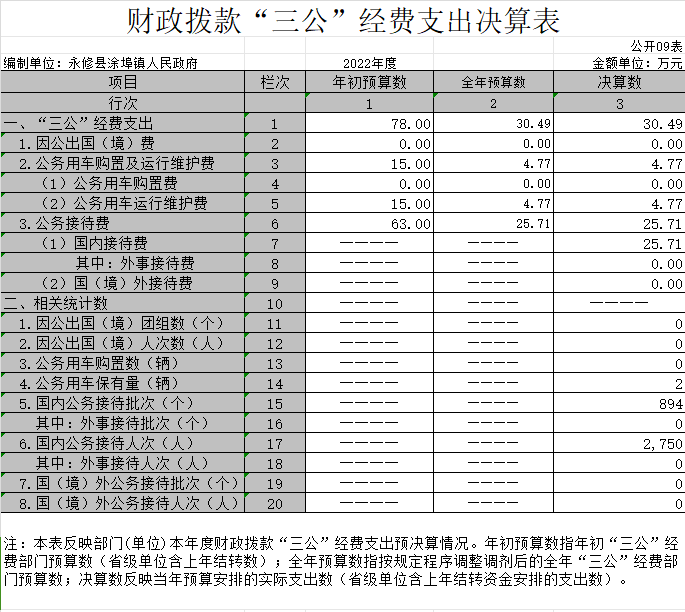 财政拨款“三公”经费支出决算表
公开09表
编制单位：永修县涂埠镇人民政府 2022年度 金额单位：万元
项目 栏次 年初预算数 全年预算数 决算数
行次 1 2 3
一、“三公”经费支出 1 78.00 30.49 30.49
1.因公出国（境）费 2 0.00 0.00 0.00
2.公务用车购置及运行维护费 3 15.00 4.77 4.77
（1）公务用车购置费 4 0.00 0.00 0.00
（2）公务用车运行维护费 5 15.00 4.77 4.77
3.公务接待费 6 63.00 25.71 25.71
（1）国内接待费 7 ———— ———— 25.71
其中：外事接待费 8 ———— ———— 0.00
（2）国（境）外接待费 9 ———— ———— 0.00
二、相关统计数 10 ———— ———— ————
1.因公出国（境）团组数（个） 11 ———— ———— 0
2.因公出国（境）人次数（人） 12 ———— ———— 0
3.公务用车购置数（辆） 13 ———— ———— 0
4.公务用车保有量（辆） 14 ———— ———— 2
5.国内公务接待批次（个） 15 ———— ———— 894
其中：外事接待批次（个） 16 ———— ———— 0
6.国内公务接待人次（人） 17 ———— ———— 2,750
其中：外事接待人次（人） 18 ———— ———— 0
7.国（境）外公务接待批次（个） 19 ———— ———— 0
8.国（境）外公务接待人次（人） 20 ———— ———— 0
注：本表反映部门(单位)本年度财政拨款“三公”经费支出预决算情况。年初预算数指年初“三公”经
费部门预算数（省级单位含上年结转数）；全年预算数指按规定程序调整调剂后的全年“三公”经费部
门预算数；决算数反映当年预算安排的实际支出数（省级单位含上年结转资金安排的支出数）。